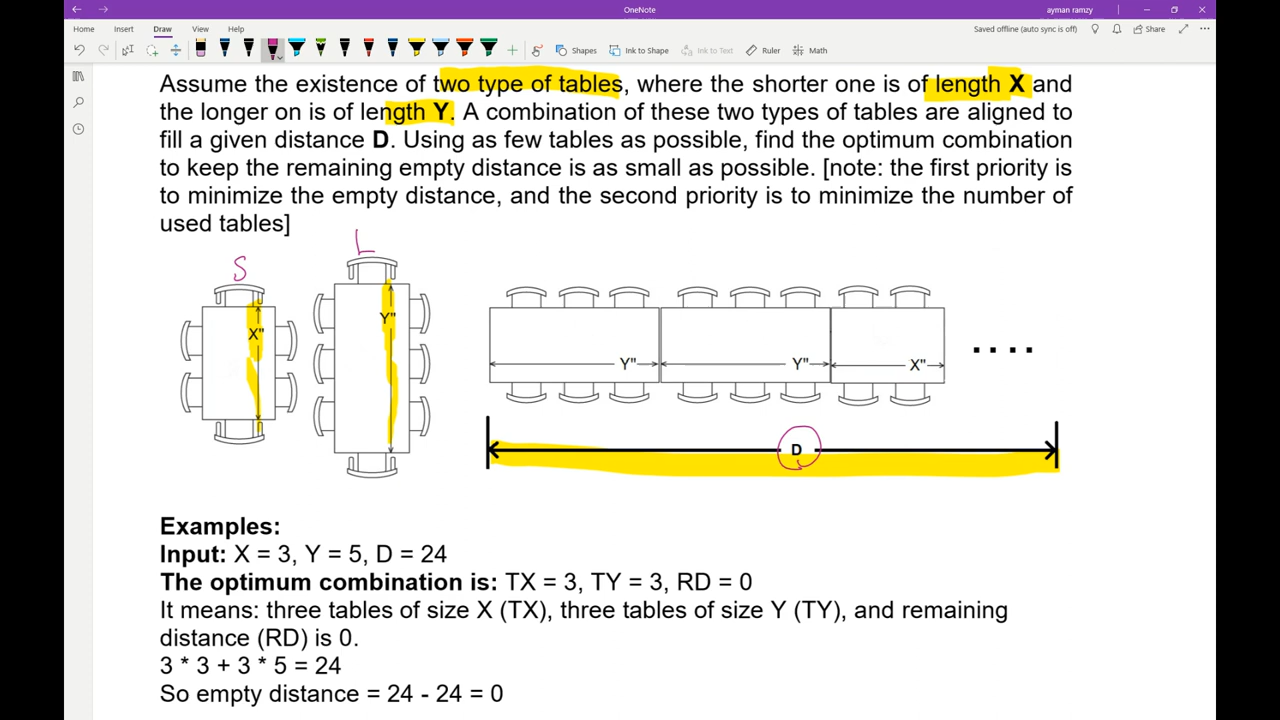 OneNote
ayman ramzy
Home Insert Draw View Help
Saved offline (auto sync is off) Share
Shapes Ink to Shape Ink to Text Ruler Math
Assume the existence of two type of tables, where the shorter one is of length X and
the longer on is of length Y. A combination of these two types of tables are aligned to
fill a given distance D. Using as few tables as possible, find the optimum combination
to keep the remaining empty distance is as small as possible. [note: the first priority is
to minimize the empty distance, and the second priority is to minimize the number of
used tables]
S L
X" Y"
Y" Y" X" ....
D
Examples:
Input: X = 3, Y = 5, D = 24
The optimum combination is: TX = 3, TY = 3, RD = 0
It means: three tables of size X (TX), three tables of size Y (TY), and remaining
distance (RD) is 0.
3 * 3 + 3 * 5 = 24
So empty distance = 24 - 24 = 0